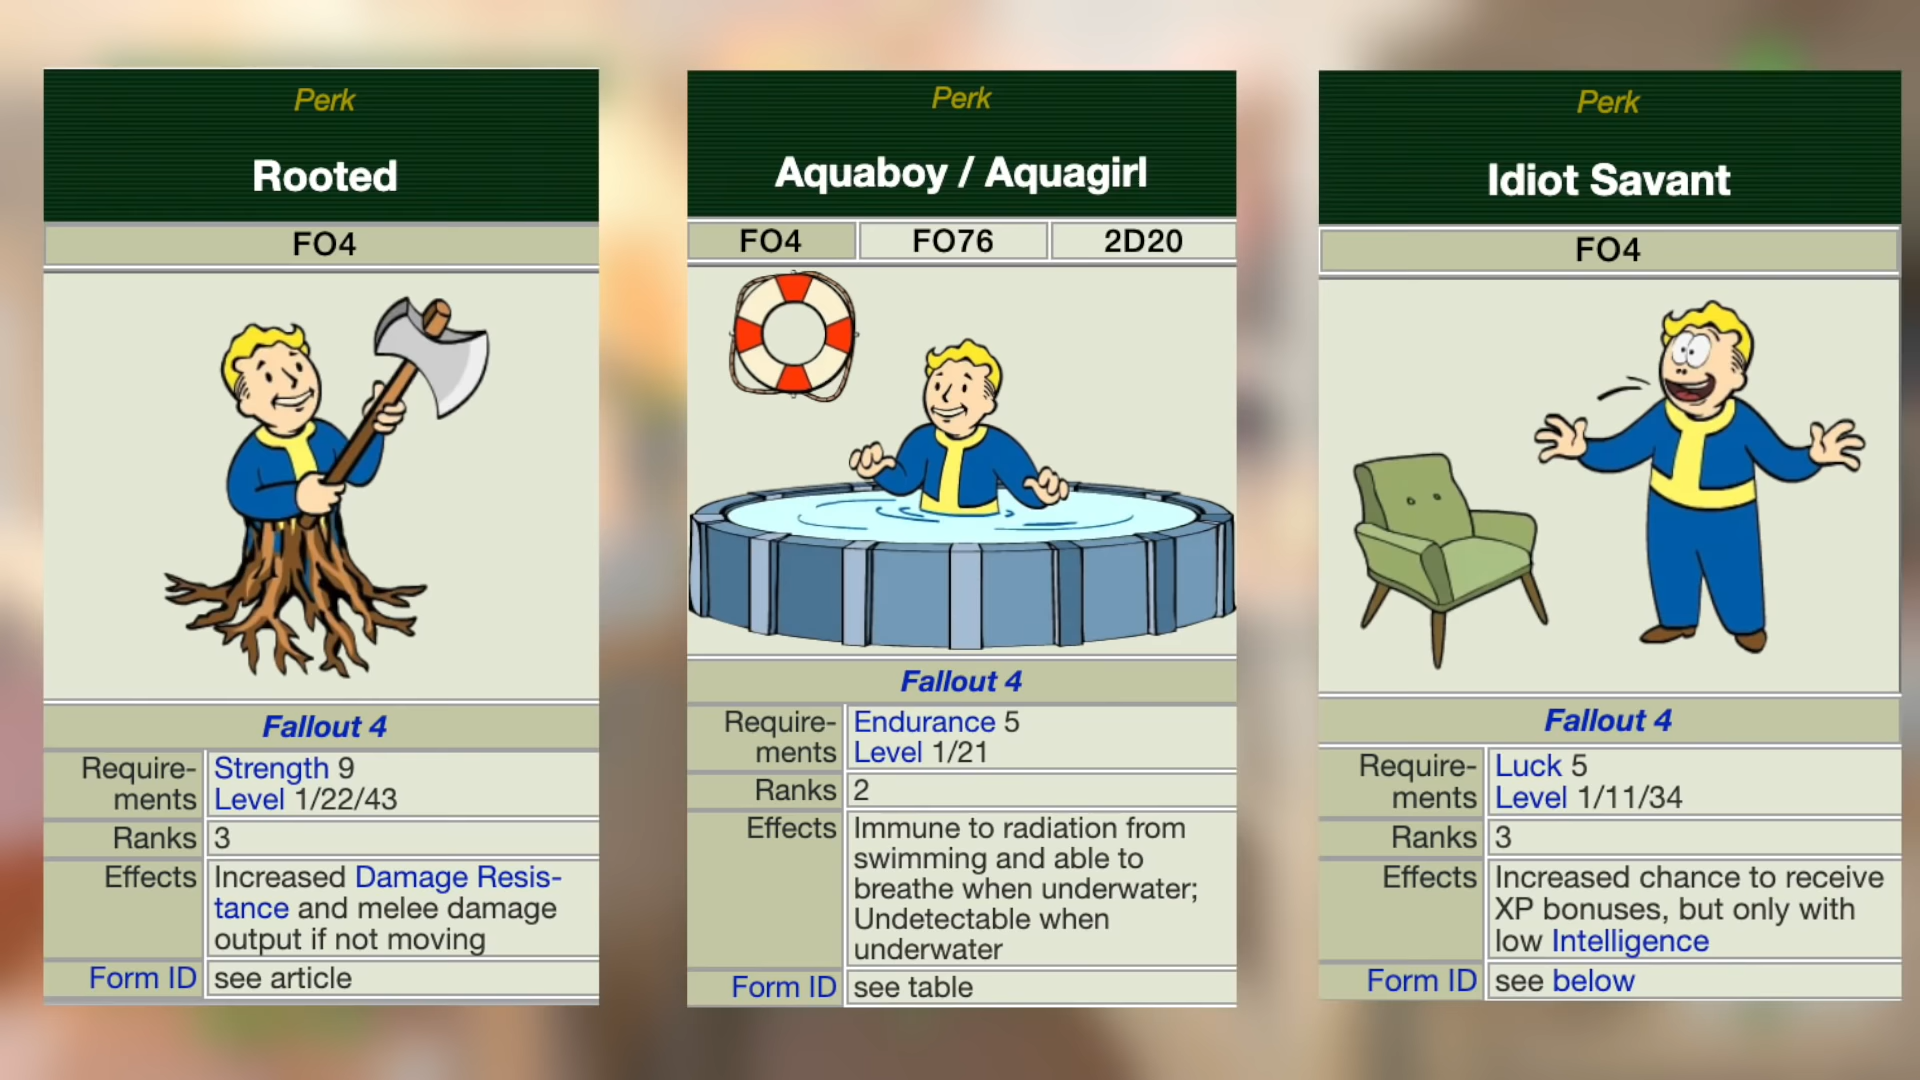 Perk
Rooted
FO4
Fallout 4
Require-
ments
Strength 9
Level 1/22/43
Ranks
3
Effects
Increased Damage Resis-
tance and melee damage
output if not moving
Form ID
see article
Perk
Aquaboy / Aquagirl
FO4
FO76
2D20
Fallout 4
Require-
ments
Endurance 5
Level 1/21
Ranks
2
Effects
Immune to radiation from
swimming and able to
breathe when underwater;
Undetectable when
underwater
Form ID
see table
Perk
Idiot Savant
FO4
Fallout 4
Require-
ments
Luck 5
Level 1/11/34
Ranks
3
Effects
Increased chance to receive
XP bonuses, but only with
low Intelligence
Form ID
see below